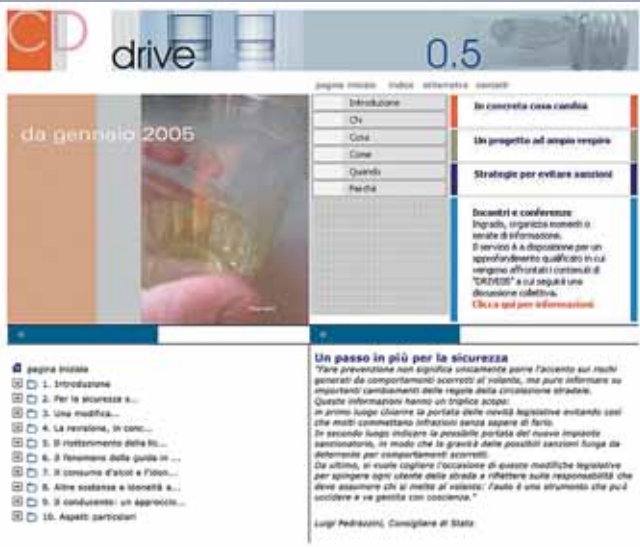 CD drive 0.5
pagina iniziale indice alternativa contatti
da gennaio 2005
Introduzione
Chi
Cosa
Come
Quando
Perché
In concreto cosa cambia
Un progetto ad ampio respiro
Strategie per evitare sanzioni
Incontri e conferenze
Ingrado, organizza momenti o
serate di informazione.
Il servizio è a disposizione per un
approfondimento qualificato in cui
vengono affrontati i contenuti di
"DRIVE05" a cui seguirà una
discussione collettiva.
Clicca qui per informazioni
pagina iniziale
1. Introduzione
2. Per la sicurezza s...
3. Una modifica...
4. La revisione, in conc...
5. Il ristornimento della lic...
6. Il fenomeno della guida in ...
7. Il consumo d'alcol e l'idon...
8. Altre sostanze e idoneità a...
9. Il conducente: un approccio...
10. Aspetti particolari
Un passo in più per la sicurezza
"Fare prevenzione non significa unicamente porre l'accento sui rischi
generati da comportamenti scorretti al volante, ma pure informare su
importanti cambiamenti delle regole della circolazione stradale.
Queste informazioni hanno un triplice scopo:
in primo luogo chiarire la portata delle novità legislative evitando così
che molti commettano infrazioni senza sapere di farlo.
In secondo luogo indicare la possibile portata del nuovo impianto
sanzionatorio, in modo che la gravità delle possibili sanzioni funga da
deterrente per comportamenti scorretti.
Da ultimo, si vuole cogliere l'occasione di queste modifiche legislative
per spingere ogni utente della strada a riflettere sulla responsabilità che
deve assumere chi si mette al volante: l'auto è uno strumento che può
uccidere e va gestita con coscienza."
Luigi Pedrazzini, Consigliere di Stato